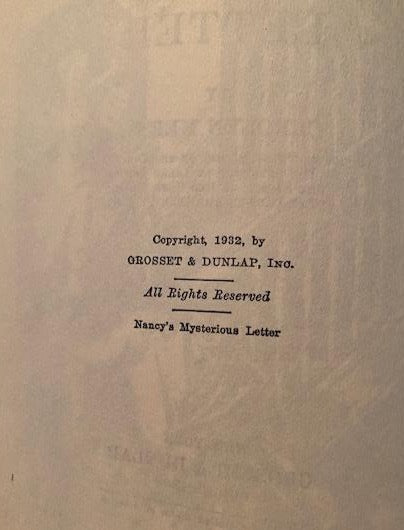 Copyright, 1932, by
GROSSET & DUNLAP, INC.
All Rights Reserved
Nancy's Mysterious Letter